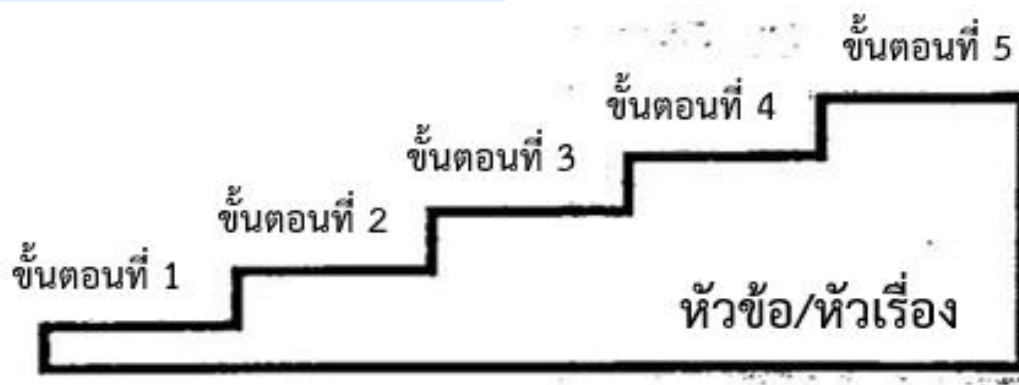 ขั้นตอนที่ 1
ขั้นตอนที่ 2
ขั้นตอนที่ 3
ขั้นตอนที่ 4
ขั้นตอนที่ 5
หัวข้อ/หัวเรื่อง